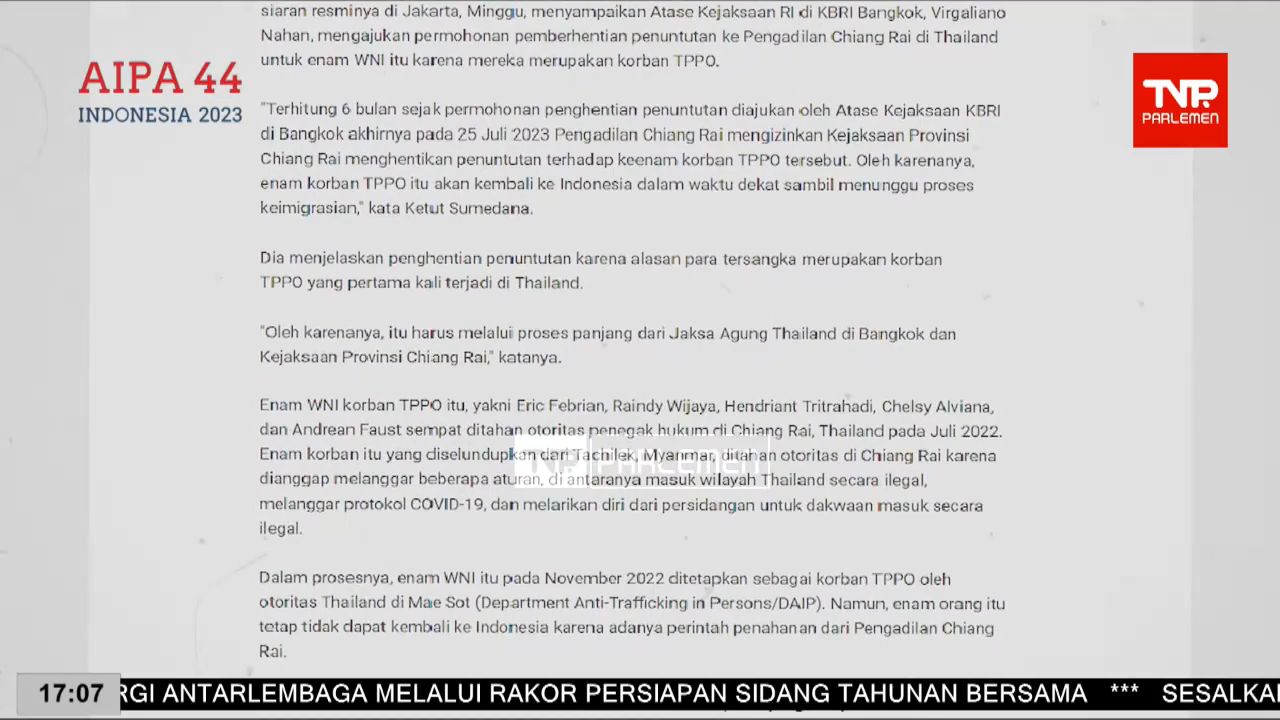 siaran resminya di Jakarta, Minggu, menyampaikan Atase Kejaksaan RI di KBRI Bangkok, Virgaliano
Nahan, mengajukan permohonan pemberhentian penuntutan ke Pengadilan Chiang Rai di Thailand
untuk enam WNI itu karena mereka merupakan korban TPPO.
AIPA 44
INDONESIA 2023
TVP.
PARLEMEN
"Terhitung 6 bulan sejak permohonan penghentian penuntutan diajukan oleh Atase Kejaksaan KBRI
di Bangkok akhirnya pada 25 Juli 2023 Pengadilan Chiang Rai mengizinkan Kejaksaan Provinsi
Chiang Rai menghentikan penuntutan terhadap keenam korban TPPO tersebut. Oleh karenanya,
enam korban TPPO itu akan kembali ke Indonesia dalam waktu dekat sambil menunggu proses
keimigrasian," kata Ketut Sumedana.
Dia menjelaskan penghentian penuntutan karena alasan para tersangka merupakan korban
TPPO yang pertama kali terjadi di Thailand.
"Oleh karenanya, itu harus melalui proses panjang dari Jaksa Agung Thailand di Bangkok dan
Kejaksaan Provinsi Chiang Rai," katanya.
Enam WNI korban TPPO itu, yakni Eric Febrian, Raindy Wijaya, Hendriant Tritrahadi, Chelsy Alviana,
dan Andrean Faust sempat ditahan otoritas penegak hukum di Chiang Rai, Thailand pada Juli 2022.
Enam korban itu yang diselundupkan dari Tachilek, Myanmar, ditahan otoritas di Chiang Rai karena
dianggap melanggar beberapa aturan, di antaranya masuk wilayah Thailand secara ilegal,
melanggar protokol COVID-19, dan melarikan diri dari persidangan untuk dakwaan masuk secara
ilegal.
TVP PARLEMEN
Dalam prosesnya, enam WNI itu pada November 2022 ditetapkan sebagai korban TPPO oleh
otoritas Thailand di Mae Sot (Department Anti-Trafficking in Persons/DAIP). Namun, enam orang itu
tetap tidak dapat kembali ke Indonesia karena adanya perintah penahanan dari Pengadilan Chiang
Rai.
17:07 RGI ANTARLEMBAGA MELALUI RAKOR PERSIAPAN SIDANG TAHUNAN BERSAMA *** SESALKA